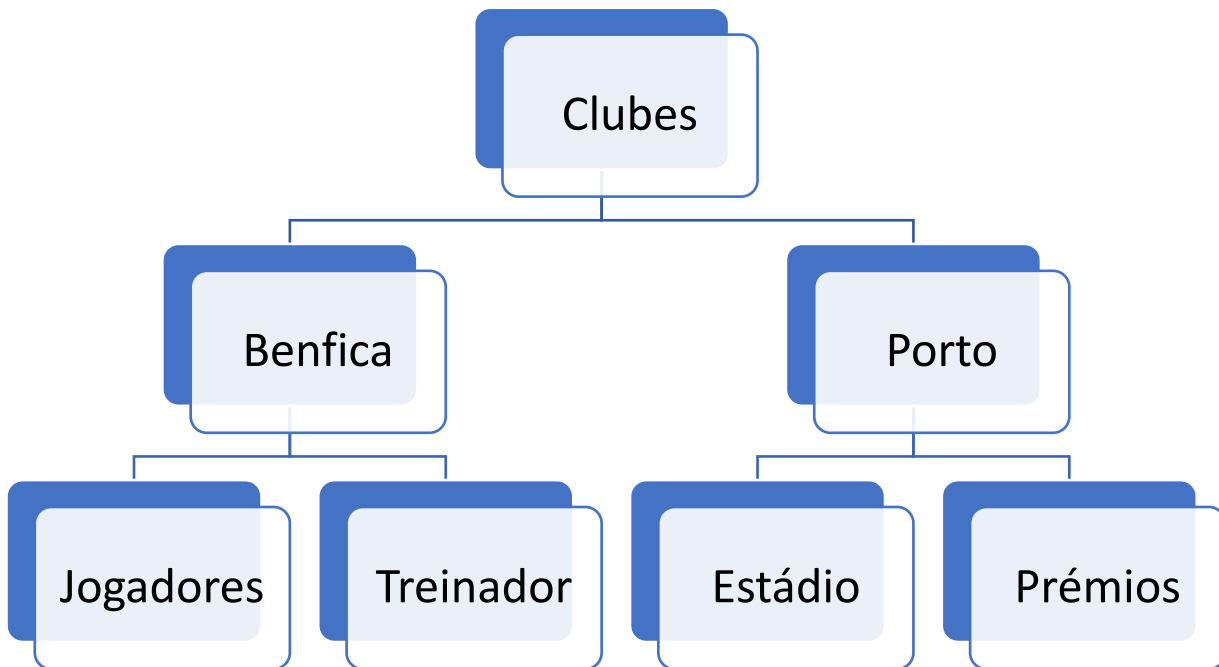 Clubes
Benfica
Porto
Jogadores
Treinador
Estádio
Prémios